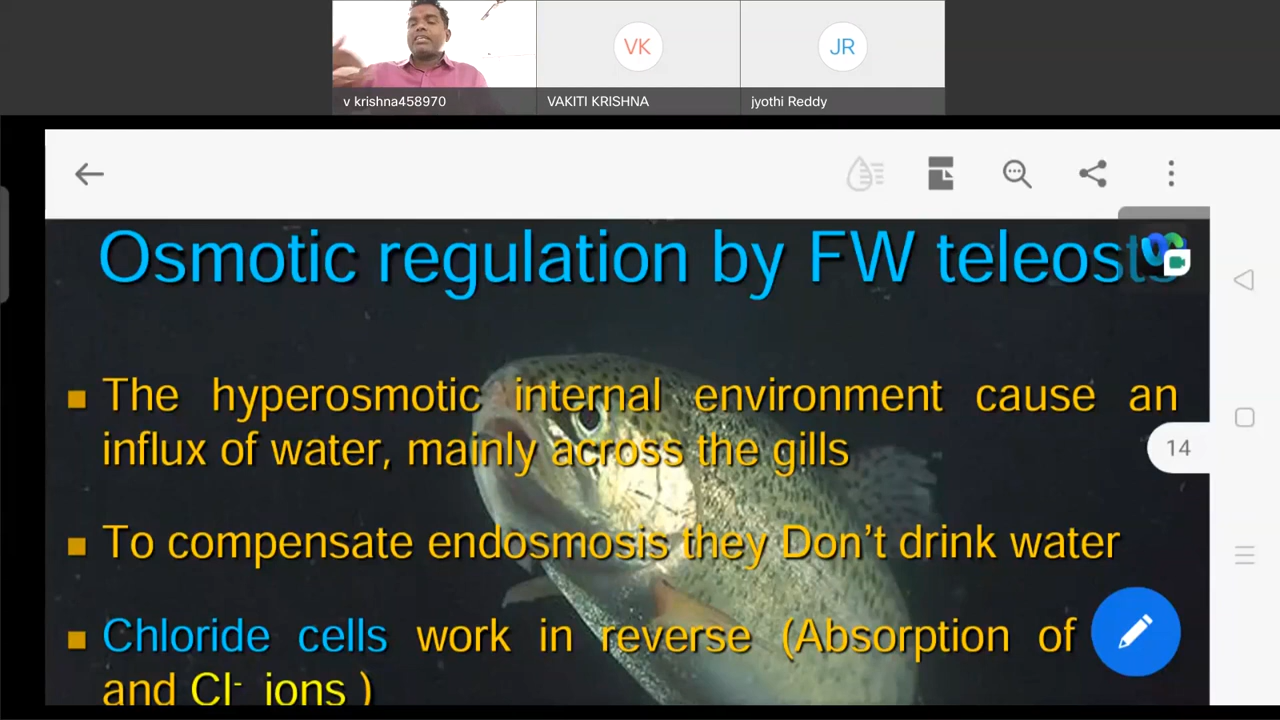 VK
JR
v krishna458970
VAKITI KRISHNA
jyothi Reddy
Osmotic regulation by FW teleosts
■ The hyperosmotic internal environment cause an
influx of water, mainly across the gills
14
■ To compensate endosmosis they Don't drink water
■ Chloride cells work in reverse (Absorption of
and Cl⁻ ions )